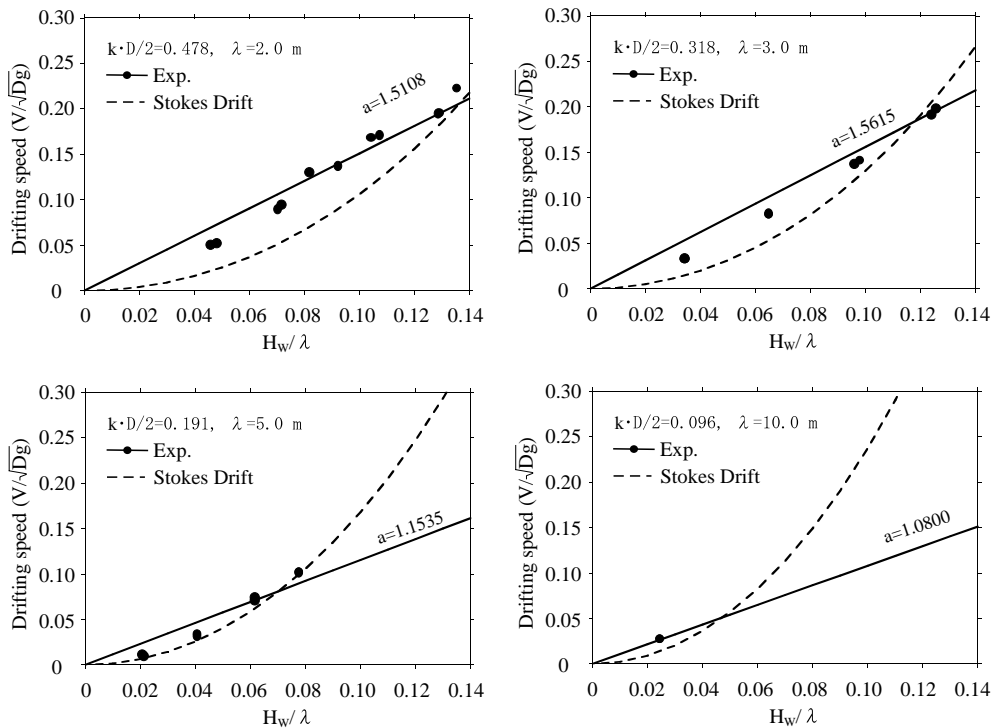 0.30
0.25
0.20
0.15
0.10
0.05
0
Drifting speed (V/√Dg)
k·D/2=0.478, λ=2.0 m
Exp.
Stokes Drift
a=1.5108
0 0.02 0.04 0.06 0.08 0.10 0.12 0.14
Hw/λ
0.30
0.25
0.20
0.15
0.10
0.05
0
Drifting speed (V/√Dg)
k·D/2=0.318, λ=3.0 m
Exp.
Stokes Drift
a=1.5615
0 0.02 0.04 0.06 0.08 0.10 0.12 0.14
Hw/λ
0.30
0.25
0.20
0.15
0.10
0.05
0
Drifting speed (V/√Dg)
k·D/2=0.191, λ=5.0 m
Exp.
Stokes Drift
a=1.1535
0 0.02 0.04 0.06 0.08 0.10 0.12 0.14
Hw/λ
0.30
0.25
0.20
0.15
0.10
0.05
0
Drifting speed (V/√Dg)
k·D/2=0.096, λ=10.0 m
Exp.
Stokes Drift
a=1.0800
0 0.02 0.04 0.06 0.08 0.10 0.12 0.14
Hw/λ